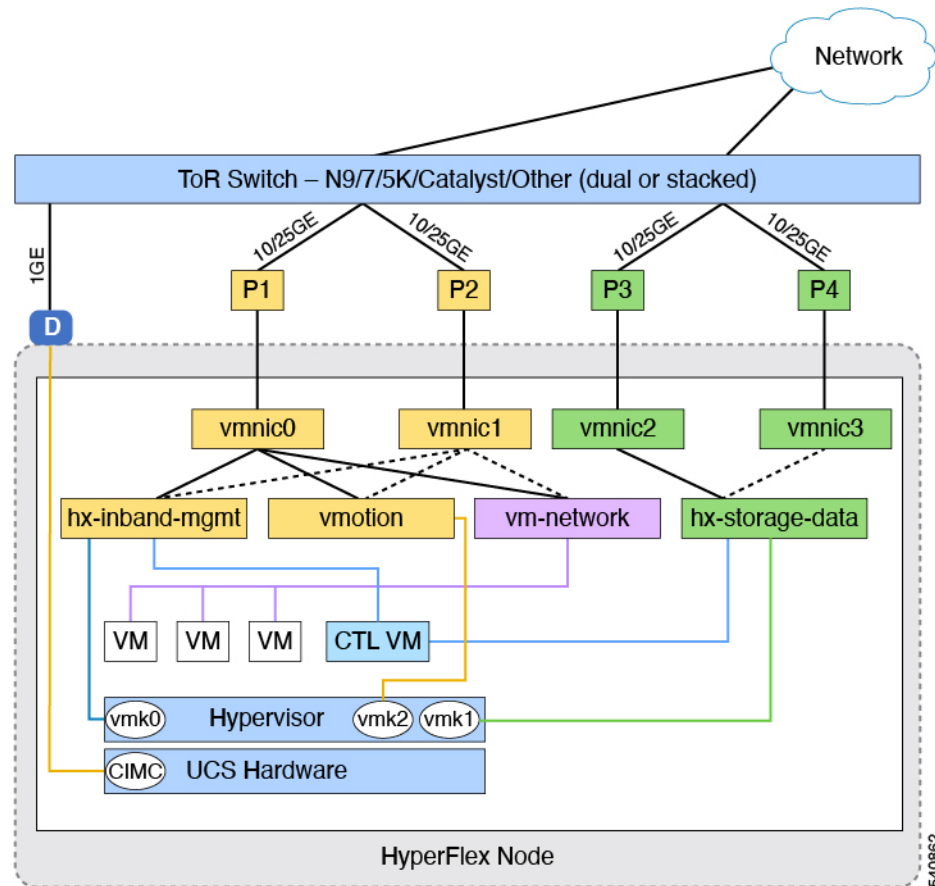 Network
ToR Switch – N9/7/5K/Catalyst/Other (dual or stacked)
1GE
10/25GE
10/25GE
10/25GE
10/25GE
P1
P2
P3
P4
D
vmnic0
vmnic1
vmnic2
vmnic3
hx-inband-mgmt
vmotion
vm-network
hx-storage-data
VM
VM
VM
CTL VM
vmk0
Hypervisor
vmk2
vmk1
CIMC
UCS Hardware
HyperFlex Node
540862